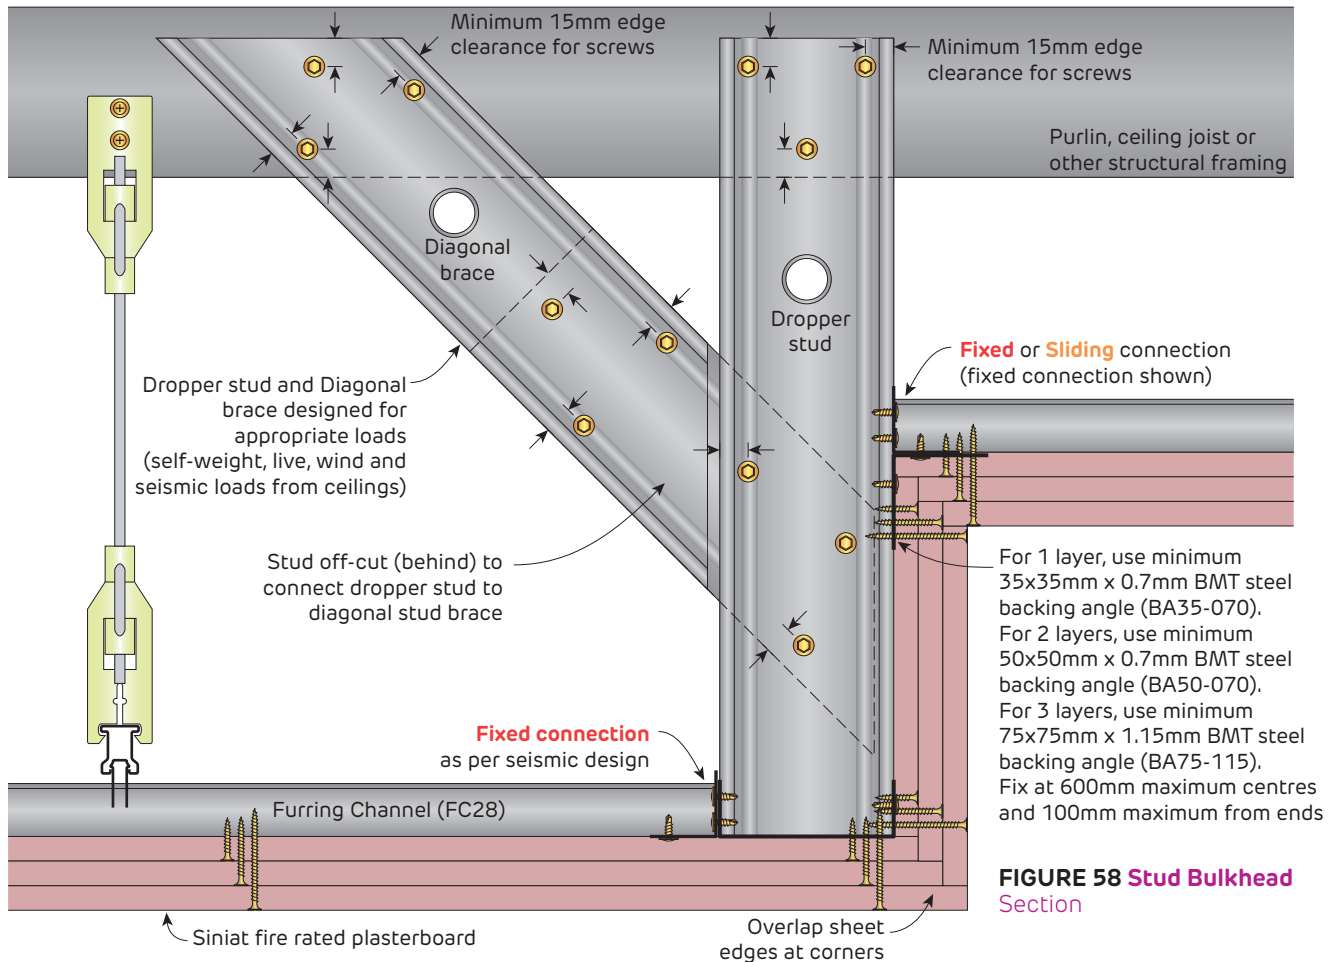 Minimum 15mm edge
clearance for screws
Minimum 15mm edge
clearance for screws
Purlin, ceiling joist or
other structural framing
Diagonal
brace
Dropper
stud
Fixed or Sliding connection
(fixed connection shown)
Dropper stud and Diagonal
brace designed for
appropriate loads
(self-weight, live, wind and
seismic loads from ceilings)
Stud off-cut (behind) to
connect dropper stud to
diagonal stud brace
For 1 layer, use minimum
35x35mm x 0.7mm BMT steel
backing angle (BA35-070).
For 2 layers, use minimum
50x50mm x 0.7mm BMT steel
backing angle (BA50-070).
For 3 layers, use minimum
75x75mm x 1.15mm BMT steel
backing angle (BA75-115).
Fix at 600mm maximum centres
and 100mm maximum from ends
Fixed connection
as per seismic design
Furring Channel (FC28)
FIGURE 58 Stud Bulkhead
Section
Siniat fire rated plasterboard
Overlap sheet
edges at corners